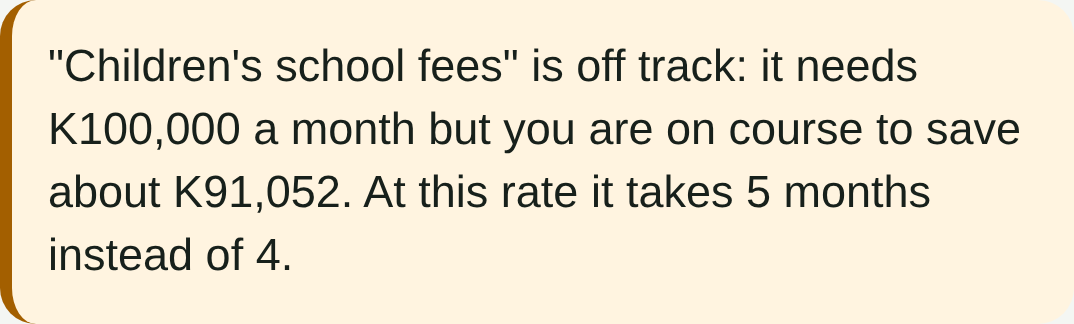 "Children's school fees" is off track: it needs
K100,000 a month but you are on course to save
about K91,052. At this rate it takes 5 months
instead of 4.